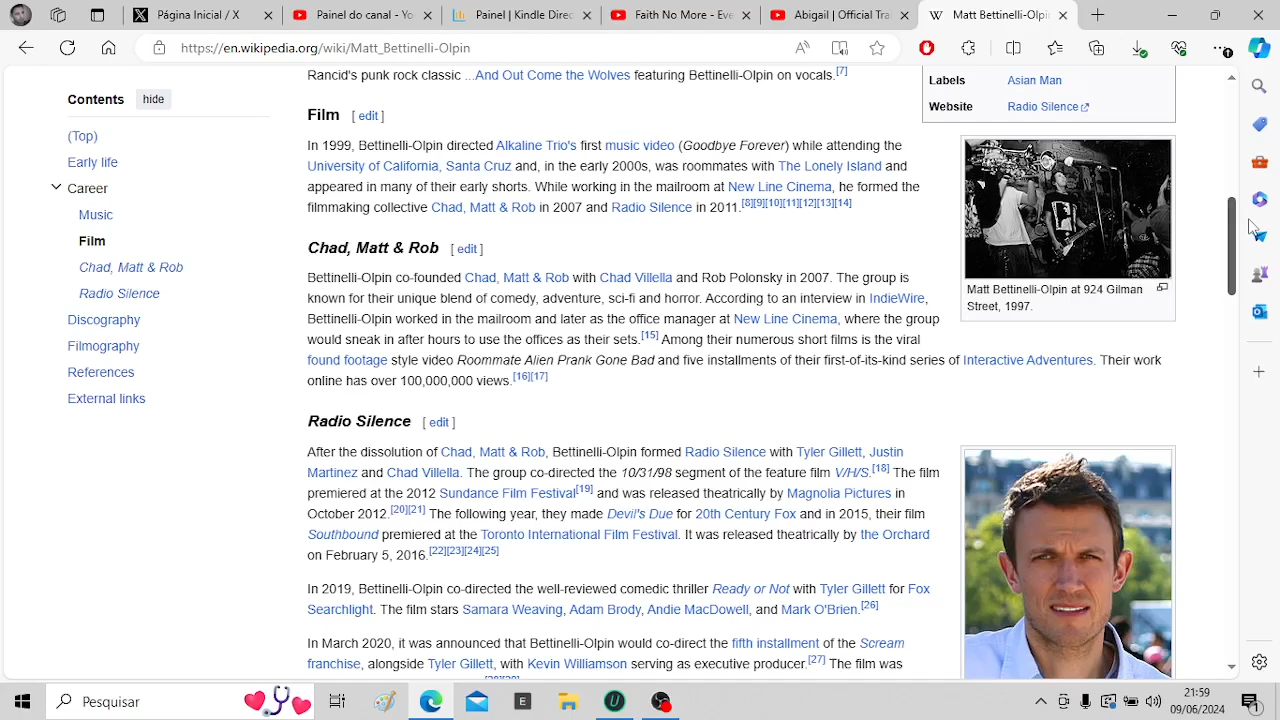 Página inicial / X
Painel do canal
Painel | Kndin
Paul No More - Eve
Painel do canal
Matt Bettinelli-Olpin
https://en.wikipedia.org/wiki/Matt_Bettinelli-Olpin
Contents hide
(Top)
Early life
Career
Music
Film
Chad, Matt & Rob
Radio Silence
Discography
Filmography
References
External links
Rancid's punk rock classic ...And Out Come the Wolves featuring Bettinelli-Olpin on vocals.[7]
Film [ edit ]
In 1999, Bettinelli-Olpin directed Alkaline Trio's first music video (Goodbye Forever) while attending the
University of California, Santa Cruz and, in the early 2000s, was roommates with The Lonely Island and
appeared in many of their early shorts. While working in the mailroom at New Line Cinema, he formed the
filmmaking collective Chad, Matt & Rob in 2007 and Radio Silence in 2011.[8][9][10][11][12][13][14]
Chad, Matt & Rob [ edit ]
Bettinelli-Olpin co-founded Chad, Matt & Rob with Chad Villella and Rob Polonsky in 2007. The group is
known for their unique blend of comedy, adventure, sci-fi and horror. According to an interview in IndieWire,
Bettinelli-Olpin worked in the mailroom and later as the office manager at New Line Cinema, where the group
would sneak in after hours to use the offices as their sets.[15] Among their numerous short films is the viral
found footage style video Roommate Alien Prank Gone Bad and five installments of their first-of-its-kind series of Interactive Adventures. Their work
online has over 100,000,000 views.[16][17]
Radio Silence [ edit ]
After the dissolution of Chad, Matt & Rob, Bettinelli-Olpin formed Radio Silence with Tyler Gillett, Justin
Martinez and Chad Villella. The group co-directed the 10/31/98 segment of the feature film V/H/S.[18] The film
premiered at the 2012 Sundance Film Festival[19] and was released theatrically by Magnolia Pictures in
October 2012.[20][21] The following year, they made Devil's Due for 20th Century Fox and in 2015, their film
Southbound premiered at the Toronto International Film Festival. It was released theatrically by the Orchard
on February 5, 2016.[22][23][24][25]
In 2019, Bettinelli-Olpin co-directed the well-reviewed comedic thriller Ready or Not with Tyler Gillett for Fox
Searchlight. The film stars Samara Weaving, Adam Brody, Andie MacDowell, and Mark O'Brien.[26]
In March 2020, it was announced that Bettinelli-Olpin would co-direct the fifth installment of the Scream
franchise, alongside Tyler Gillett, with Kevin Williamson serving as executive producer.[27] The film was
Labels Asian Man
Website Radio Silence
Matt Bettinelli-Olpin at 924 Gilman
Street, 1997.
Pesquisar
21:59
09/06/2024